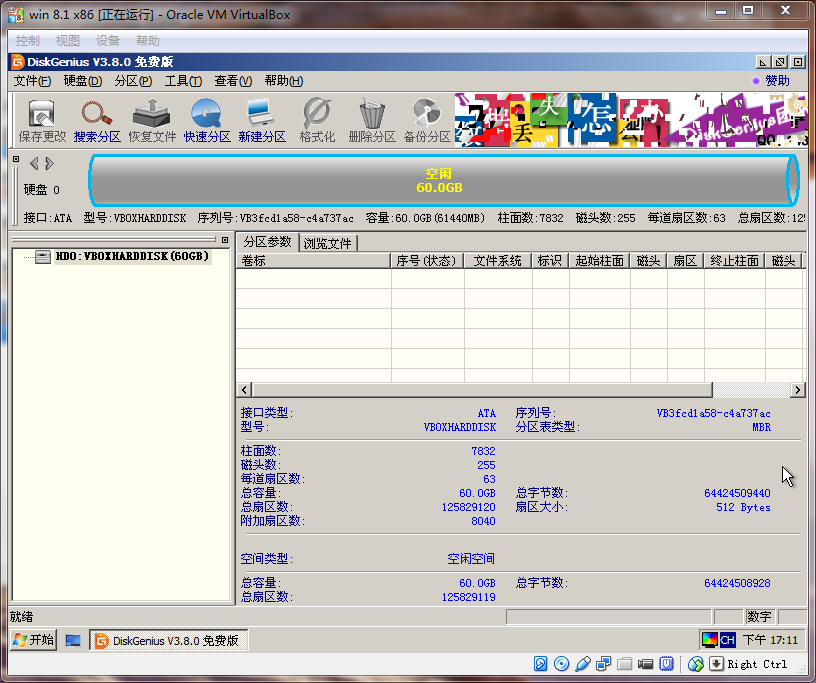 win 8.1 x86 [正在运行] - Oracle VM VirtualBox
控制 视图 设备 帮助
DiskGenius V3.8.0 免费版
文件(F) 硬盘(D) 分区(P) 工具(T) 查看(V) 帮助(H) 赞助
保存更改 搜索分区 恢复文件 快速分区 新建分区 格式化 删除分区 备份分区
丢 失 怎 办 !
硬盘 0
空闲
60.0GB
接口:ATA 型号:VBOXHARDDISK 序列号:VB3fcd1a58-c4a737ac 容量:60.0GB(61440MB) 柱面数:7832 磁头数:255 每道扇区数:63 总扇区数:125
HD0:VBOXHARDDISK(60GB)
分区参数 浏览文件
卷标 序号(状态) 文件系统 标识 起始柱面 磁头 扇区 终止柱面 磁头
接口类型: ATA 序列号: VB3fcd1a58-c4a737ac
型号: VBOXHARDDISK 分区表类型: MBR
柱面数: 7832
磁头数: 255
每道扇区数: 63
总容量: 60.0GB 总字节数: 64424509440
总扇区数: 125829120 扇区大小: 512 Bytes
附加扇区数: 8040
空间类型: 空闲空间
总容量: 60.0GB 总字节数: 64424508928
总扇区数: 125829119
就绪 数字
开始 DiskGenius V3.8.0 免费版 CH 下午 17:11
Right Ctrl